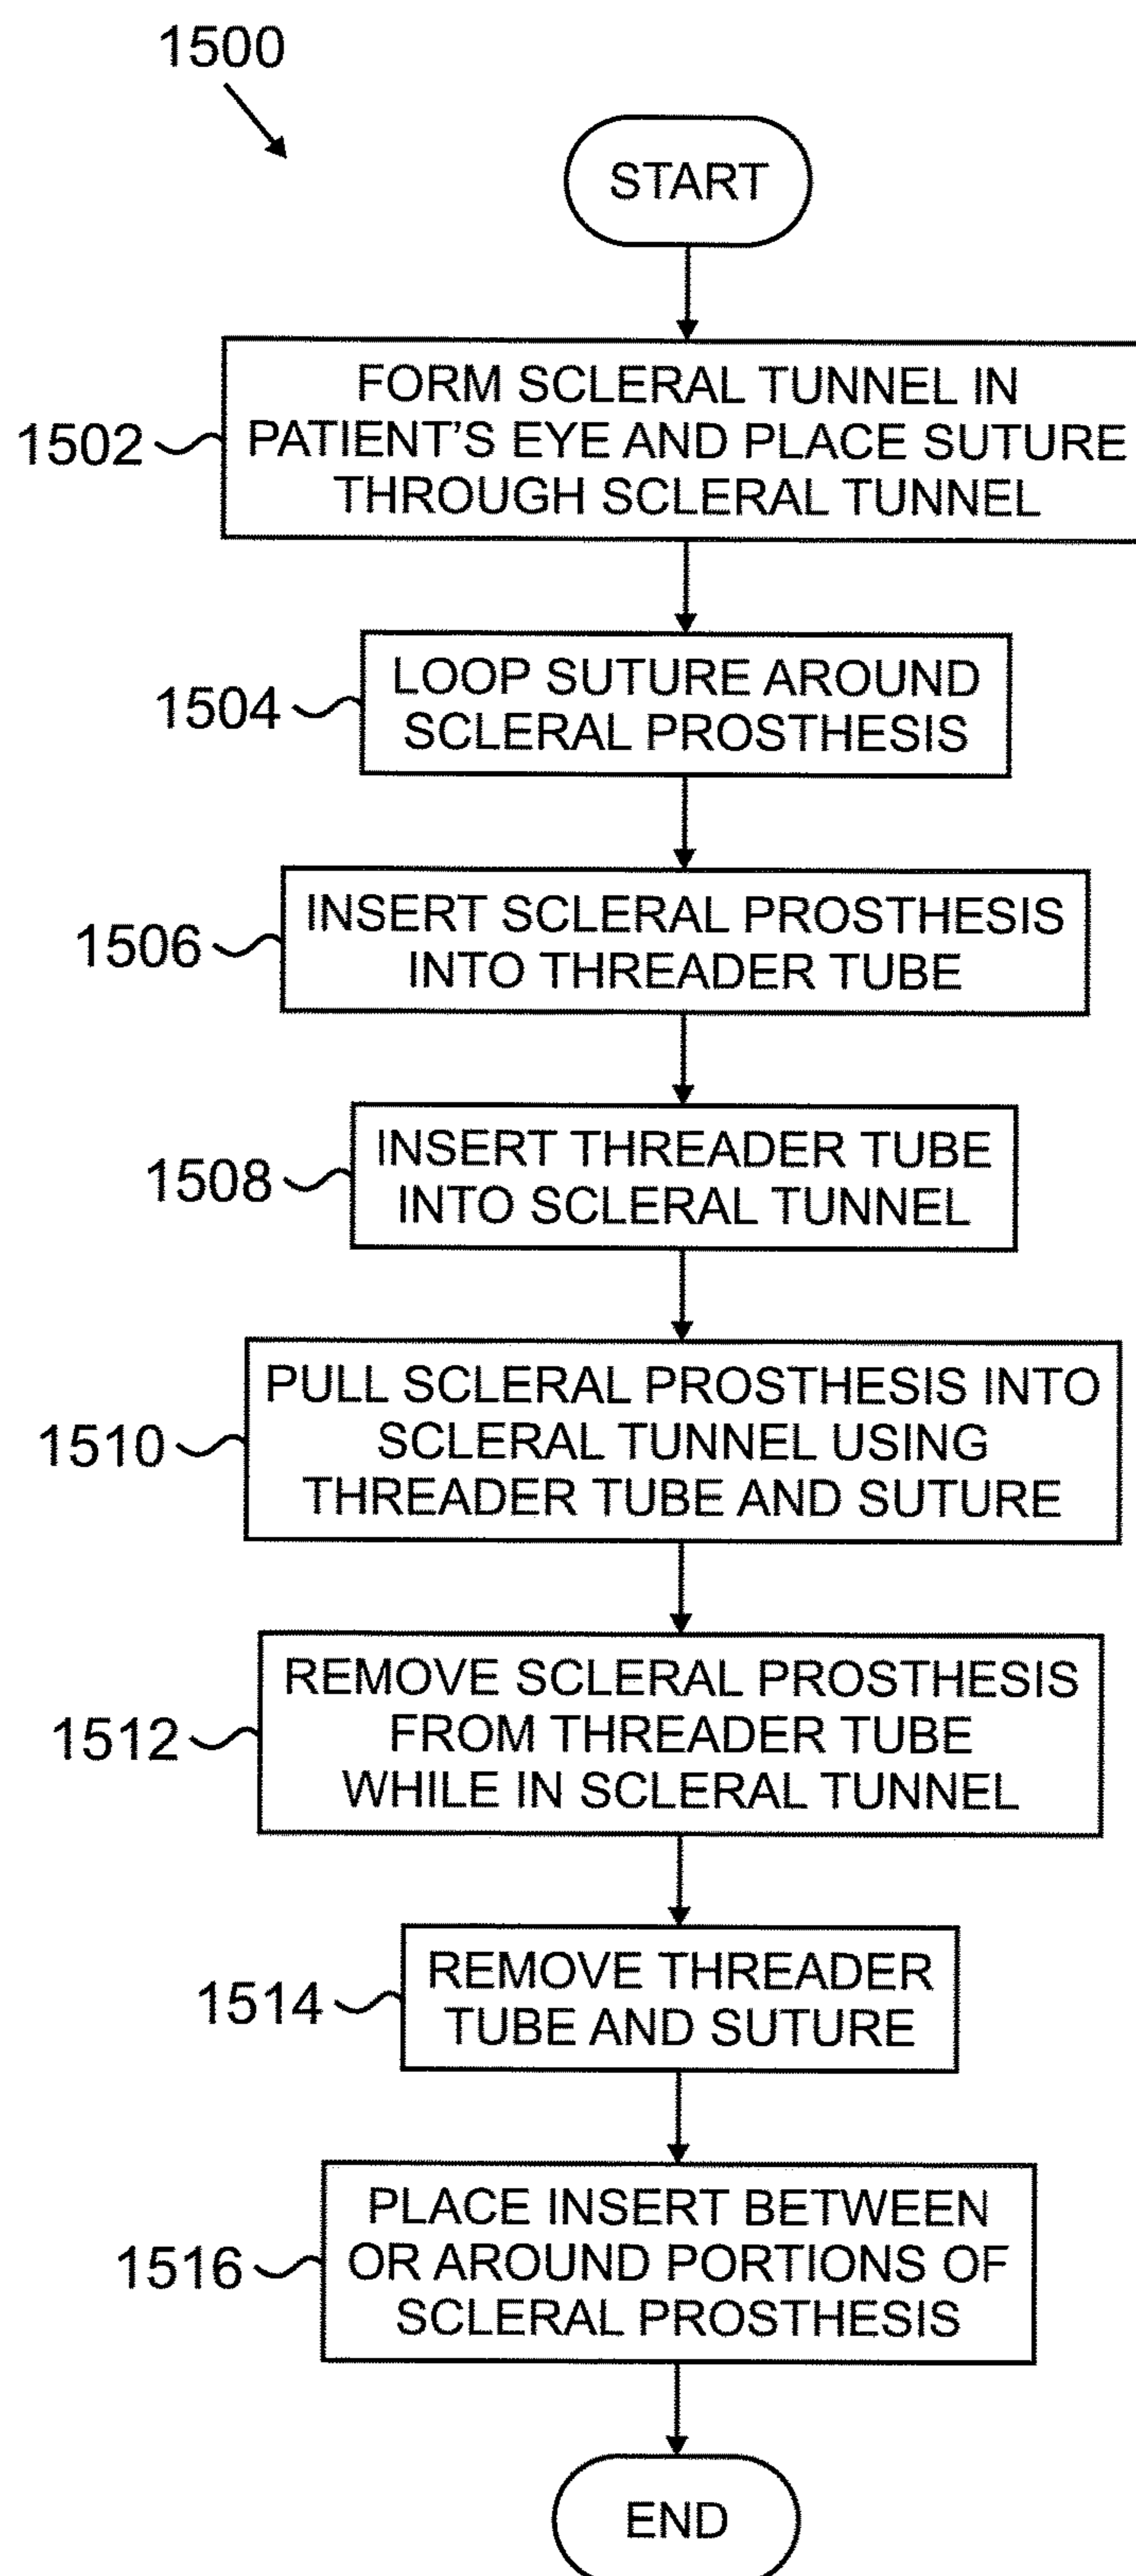 1500
START
1502
FORM SCLERAL TUNNEL IN
PATIENT'S EYE AND PLACE SUTURE
THROUGH SCLERAL TUNNEL
1504
LOOP SUTURE AROUND
SCLERAL PROSTHESIS
1506
INSERT SCLERAL PROSTHESIS
INTO THREADER TUBE
1508
INSERT THREADER TUBE
INTO SCLERAL TUNNEL
1510
PULL SCLERAL PROSTHESIS INTO
SCLERAL TUNNEL USING
THREADER TUBE AND SUTURE
1512
REMOVE SCLERAL PROSTHESIS
FROM THREADER TUBE
WHILE IN SCLERAL TUNNEL
1514
REMOVE THREADER
TUBE AND SUTURE
1516
PLACE INSERT BETWEEN
OR AROUND PORTIONS OF
SCLERAL PROSTHESIS
END